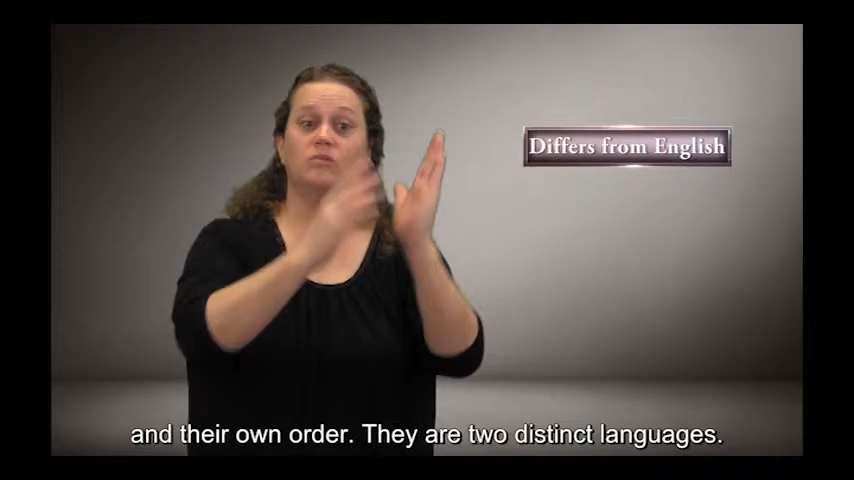 Differs from English
and their own order. They are two distinct languages.